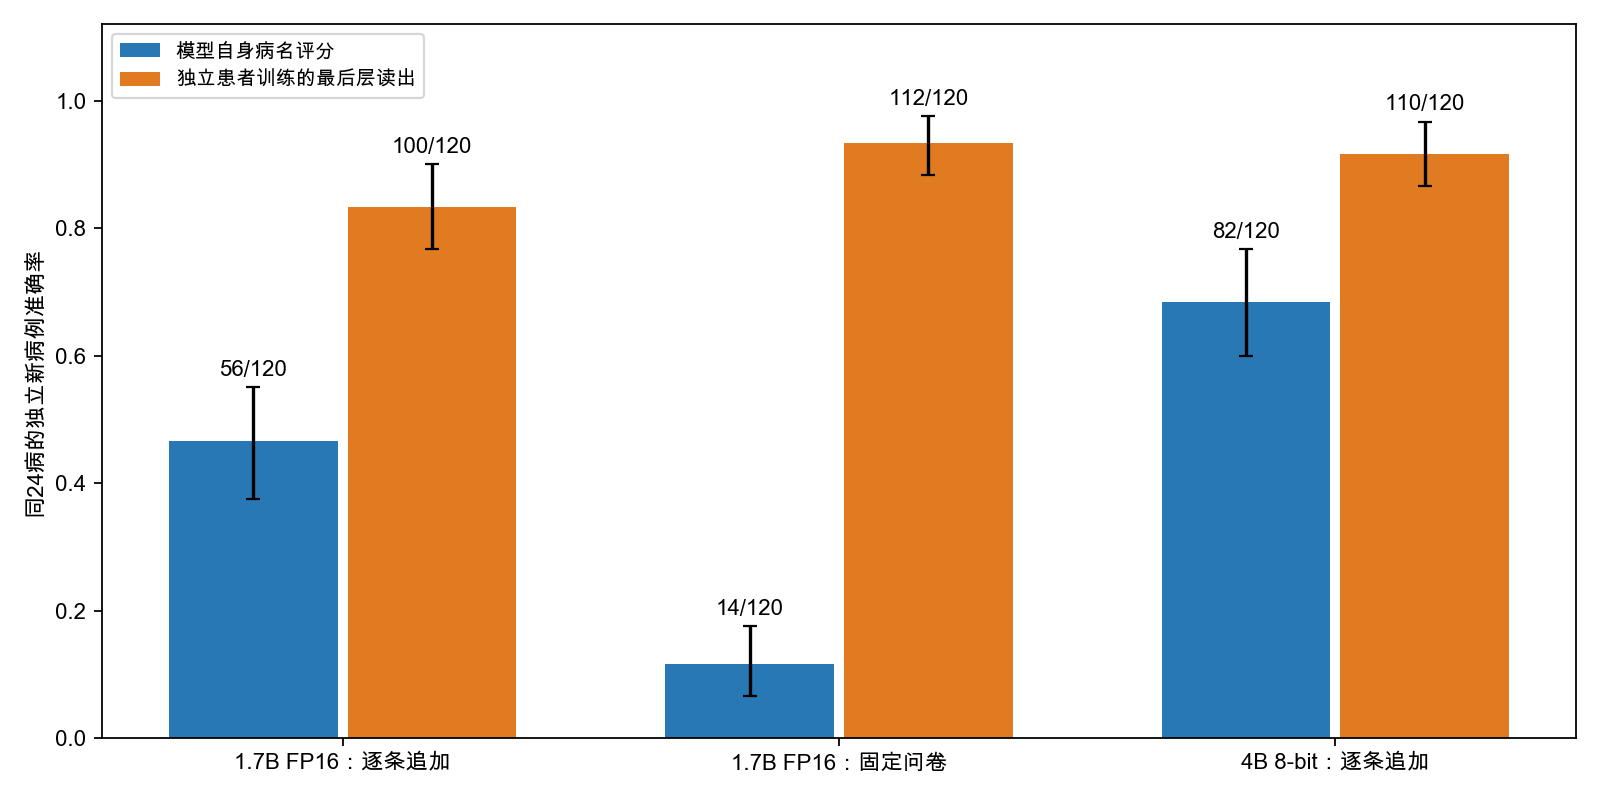 模型自身病名评分
独立患者训练的最后层读出
同24病的独立新病例准确率
1.0
0.8
0.6
0.4
0.2
0.0
56/120
100/120
14/120
112/120
82/120
110/120
1.7B FP16：逐条追加
1.7B FP16：固定问卷
4B 8-bit：逐条追加